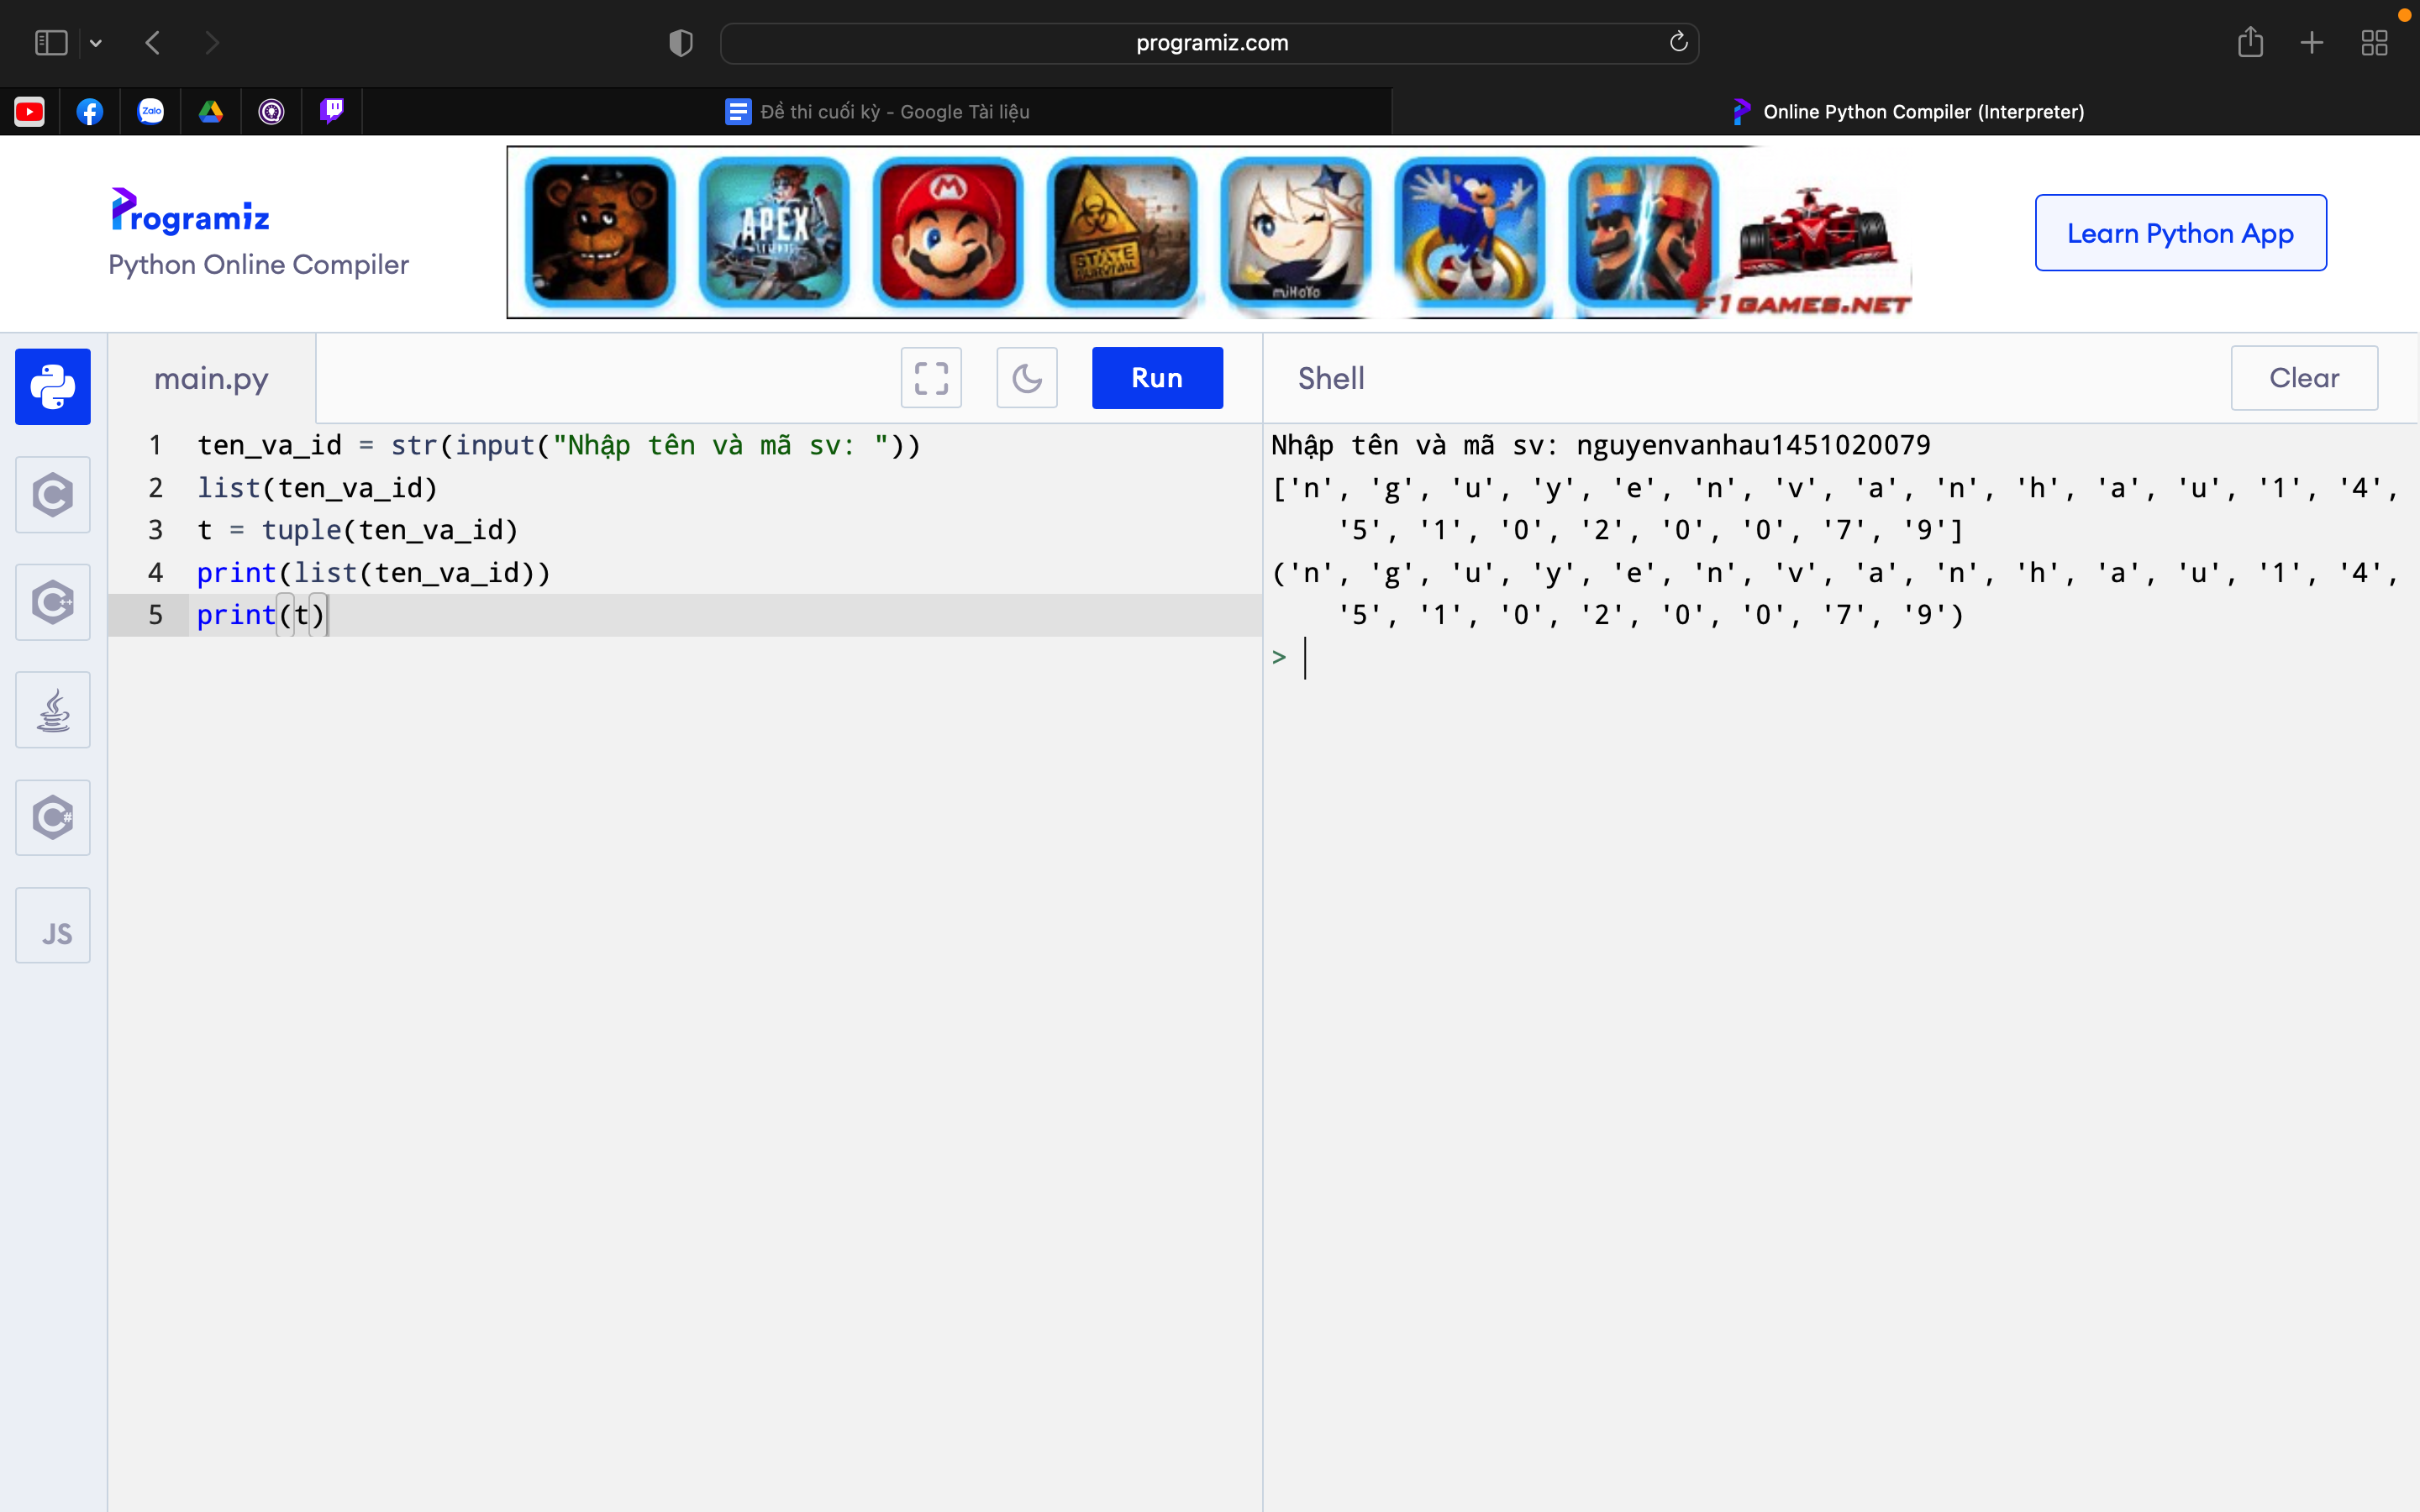 programiz.com
Zalo
Đề thi cuối kỳ - Google Tài liệu
Online Python Compiler (Interpreter)
Programiz
Python Online Compiler
APEX
LEGENDS
M
STATE
SURVIVAL
miHoYo
F1GAMES.NET
Learn Python App
main.py
Run
Shell
Clear
1 ten_va_id = str(input("Nhập tên và mã sv: "))
2 list(ten_va_id)
3 t = tuple(ten_va_id)
4 print(list(ten_va_id))
5 print(t)
Nhập tên và mã sv: nguyenvanhau1451020079
['n', 'g', 'u', 'y', 'e', 'n', 'v', 'a', 'n', 'h', 'a', 'u', '1', '4',
'5', '1', '0', '2', '0', '0', '7', '9']
('n', 'g', 'u', 'y', 'e', 'n', 'v', 'a', 'n', 'h', 'a', 'u', '1', '4',
'5', '1', '0', '2', '0', '0', '7', '9')
>
C
C++
C#
JS